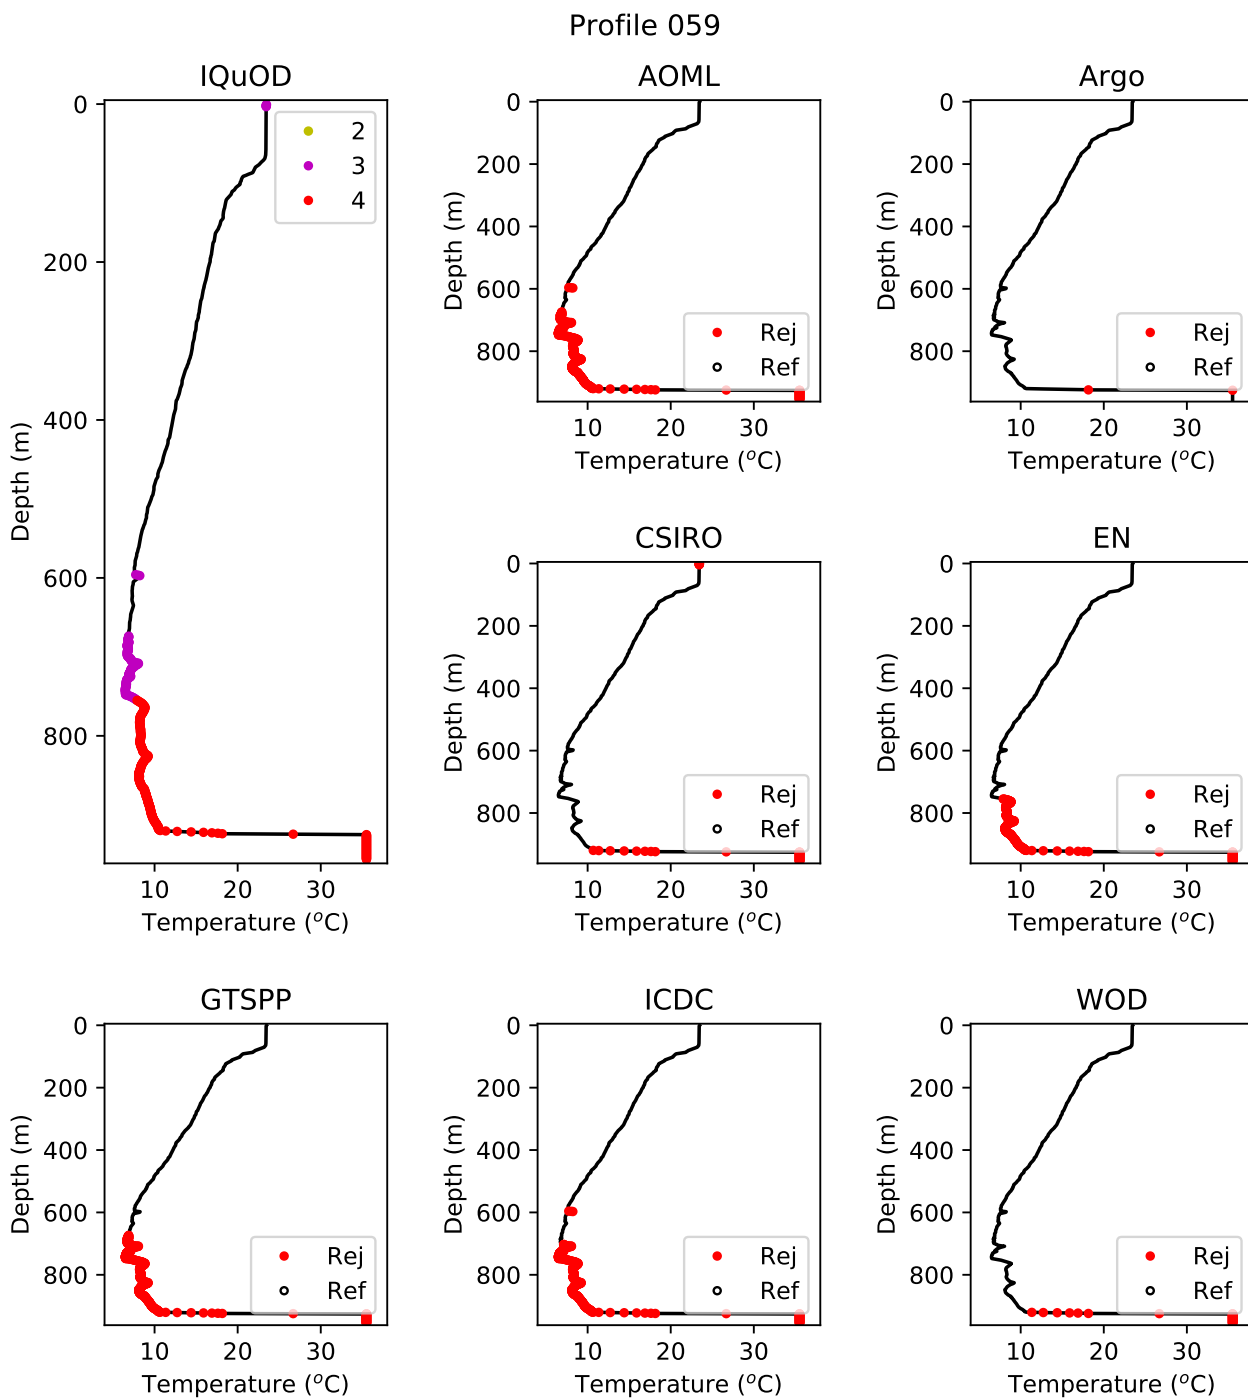 Profile 059
IQuOD
0
200
400
600
800
Depth (m)
2
3
4
10 20 30
Temperature (°C)
AOML
0
200
400
600
800
Depth (m)
Rej
Ref
10 20 30
Temperature (°C)
Argo
0
200
400
600
800
Depth (m)
Rej
Ref
10 20 30
Temperature (°C)
CSIRO
0
200
400
600
800
Depth (m)
Rej
Ref
10 20 30
Temperature (°C)
EN
0
200
400
600
800
Depth (m)
Rej
Ref
10 20 30
Temperature (°C)
GTSPP
0
200
400
600
800
Depth (m)
Rej
Ref
10 20 30
Temperature (°C)
ICDC
0
200
400
600
800
Depth (m)
Rej
Ref
10 20 30
Temperature (°C)
WOD
0
200
400
600
800
Depth (m)
Rej
Ref
10 20 30
Temperature (°C)